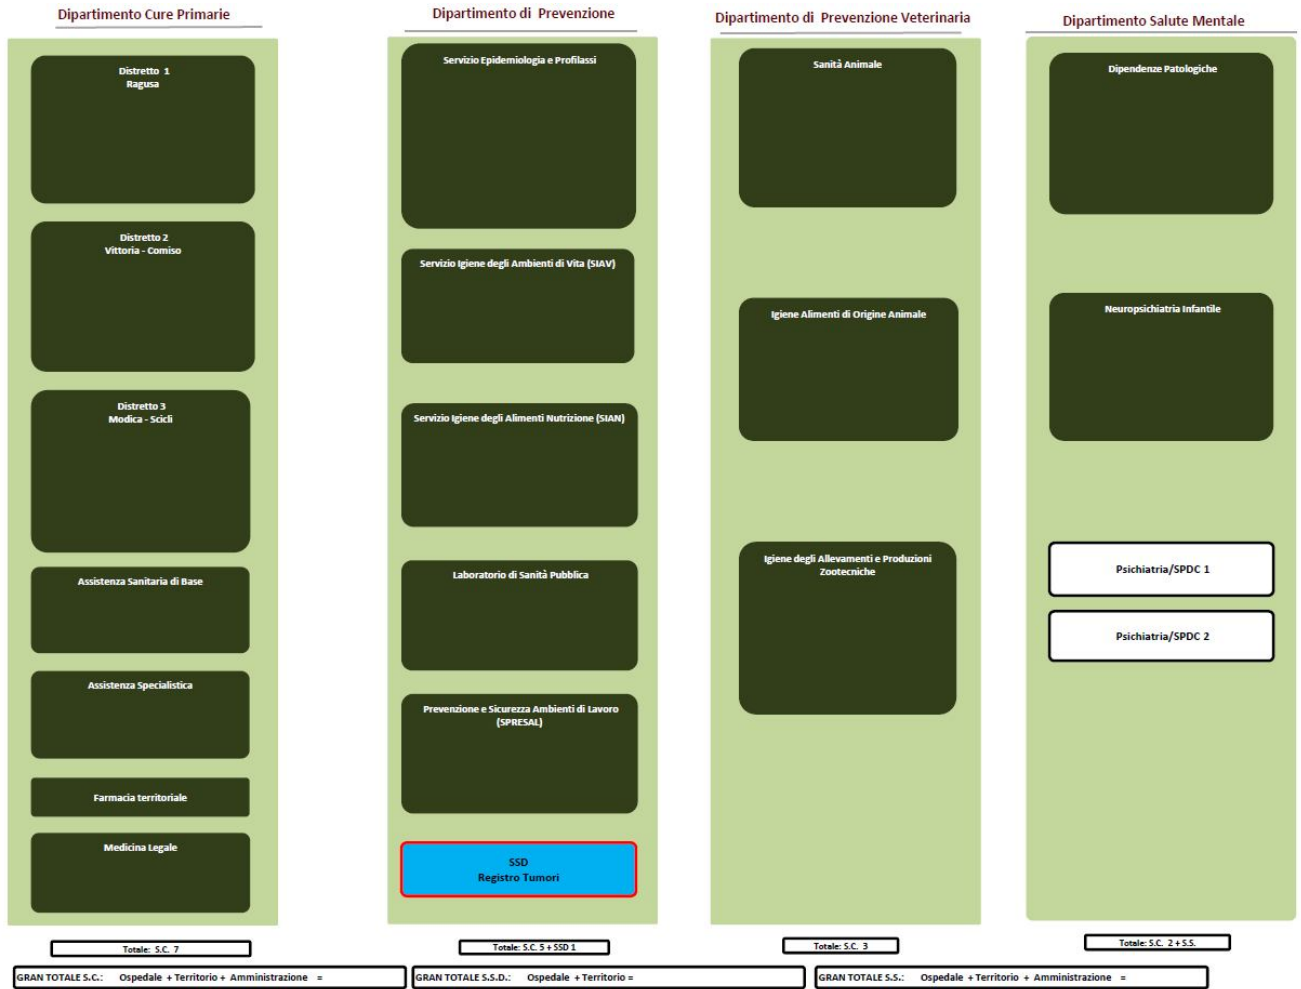 Dipartimento Cure Primarie
Distretto 1
Ragusa
Distretto 2
Vittoria - Comiso
Distretto 3
Modica - Scicli
Assistenza Sanitaria di Base
Assistenza Specialistica
Farmacia territoriale
Medicina Legale
Totale: S.C. 7
Dipartimento di Prevenzione
Servizio Epidemiologia e Profilassi
Servizio Igiene degli Ambienti di Vita (SIAV)
Servizio Igiene degli Alimenti Nutrizione (SIAN)
Laboratorio di Sanità Pubblica
Prevenzione e Sicurezza Ambienti di Lavoro
(SPRESAL)
SSD
Registro Tumori
Totale: S.C. 5 + SSD 1
Dipartimento di Prevenzione Veterinaria
Sanità Animale
Igiene Alimenti di Origine Animale
Igiene degli Allevamenti e Produzioni
Zootecniche
Totale: S.C. 3
Dipartimento Salute Mentale
Dipendenze Patologiche
Neuropsichiatria Infantile
Psichiatria/SPDC 1
Psichiatria/SPDC 2
Totale: S.C. 2 + S.S.
GRAN TOTALE S.C.: Ospedale + Territorio + Amministrazione =
GRAN TOTALE S.S.D.: Ospedale + Territorio =
GRAN TOTALE S.S.: Ospedale + Territorio + Amministrazione =